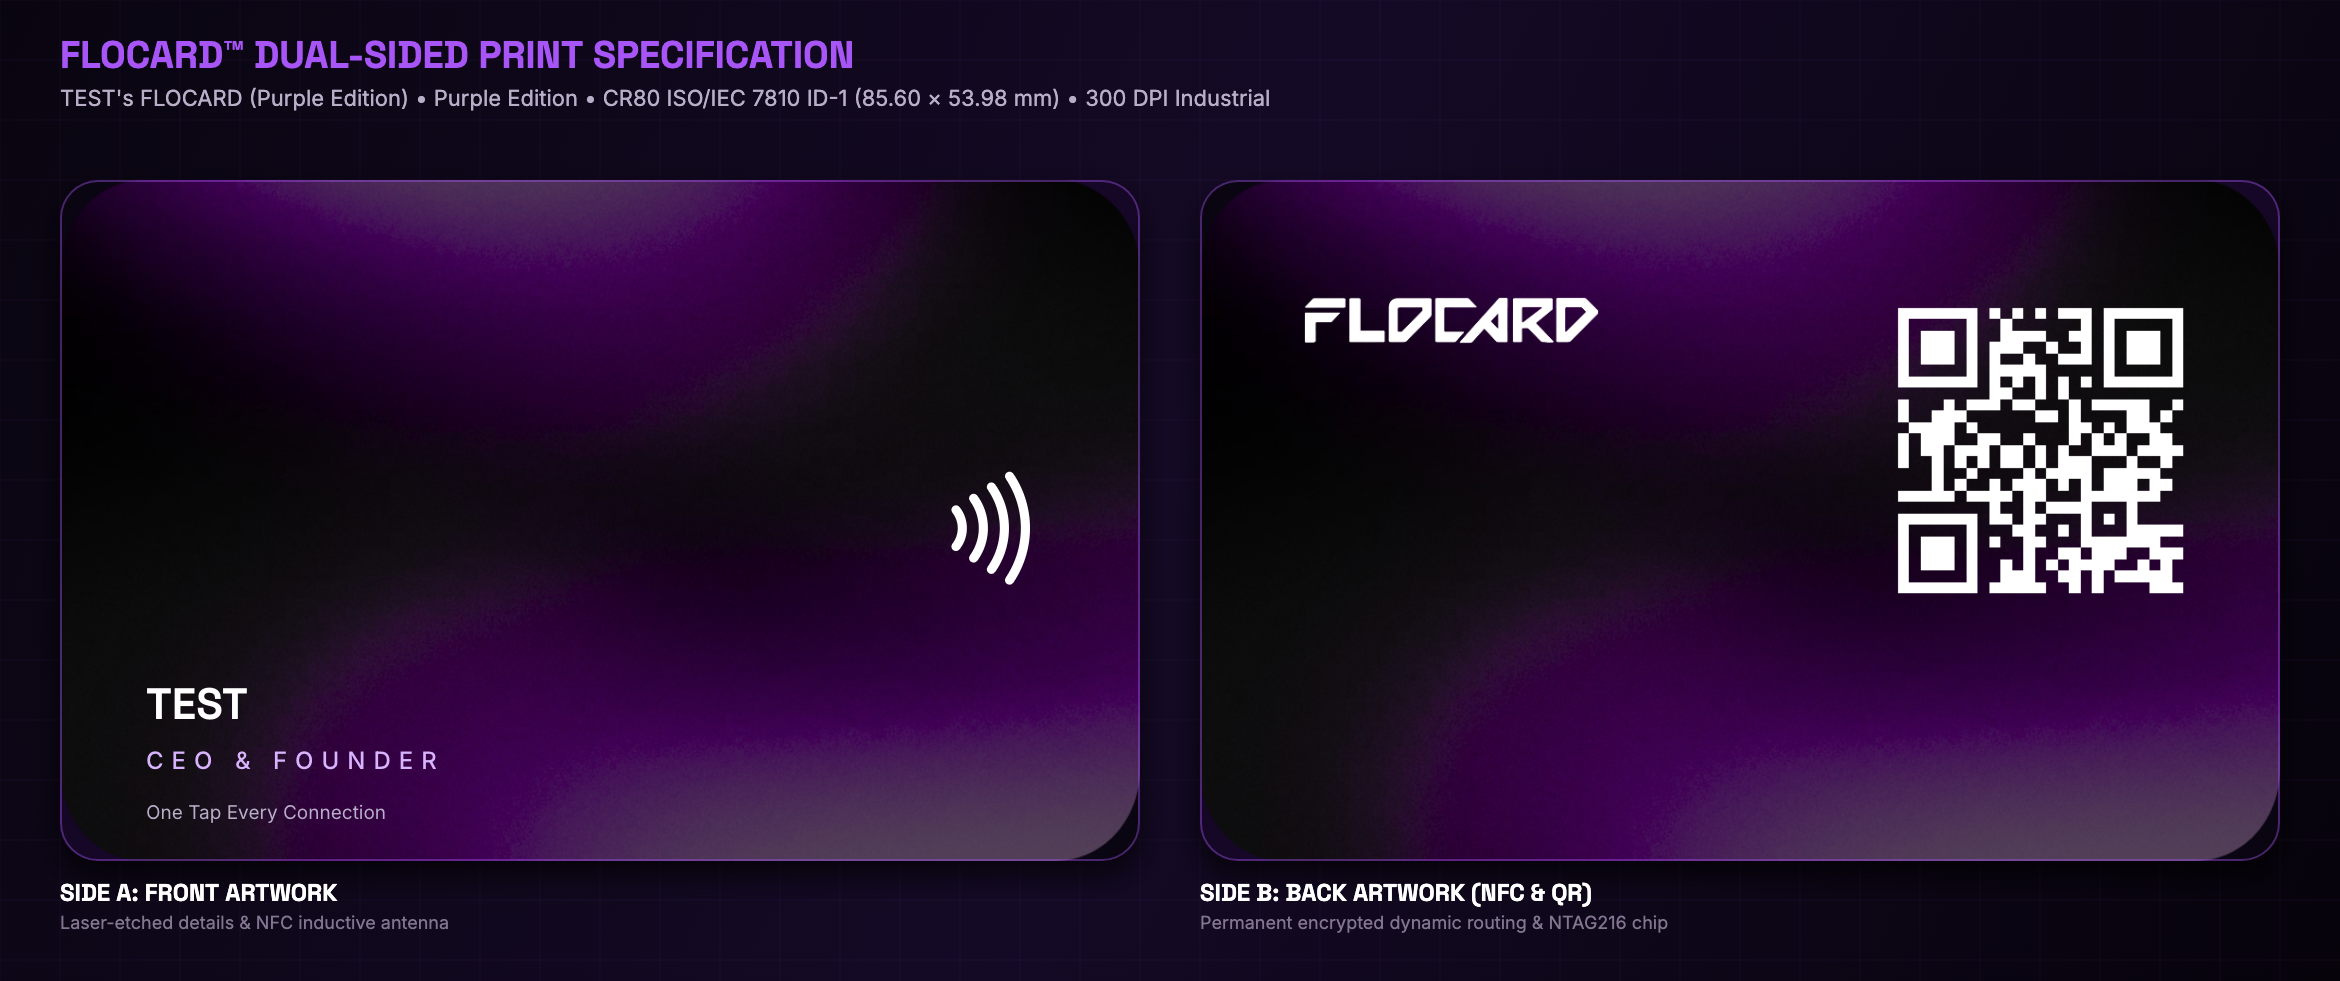 FLOCARD™ DUAL-SIDED PRINT SPECIFICATION
TEST's FLOCARD (Purple Edition) • Purple Edition • CR80 ISO/IEC 7810 ID-1 (85.60 × 53.98 mm) • 300 DPI Industrial
TEST
CEO & FOUNDER
One Tap Every Connection
FLOCARD
SIDE A: FRONT ARTWORK
Laser-etched details & NFC inductive antenna
SIDE B: BACK ARTWORK (NFC & QR)
Permanent encrypted dynamic routing & NTAG216 chip